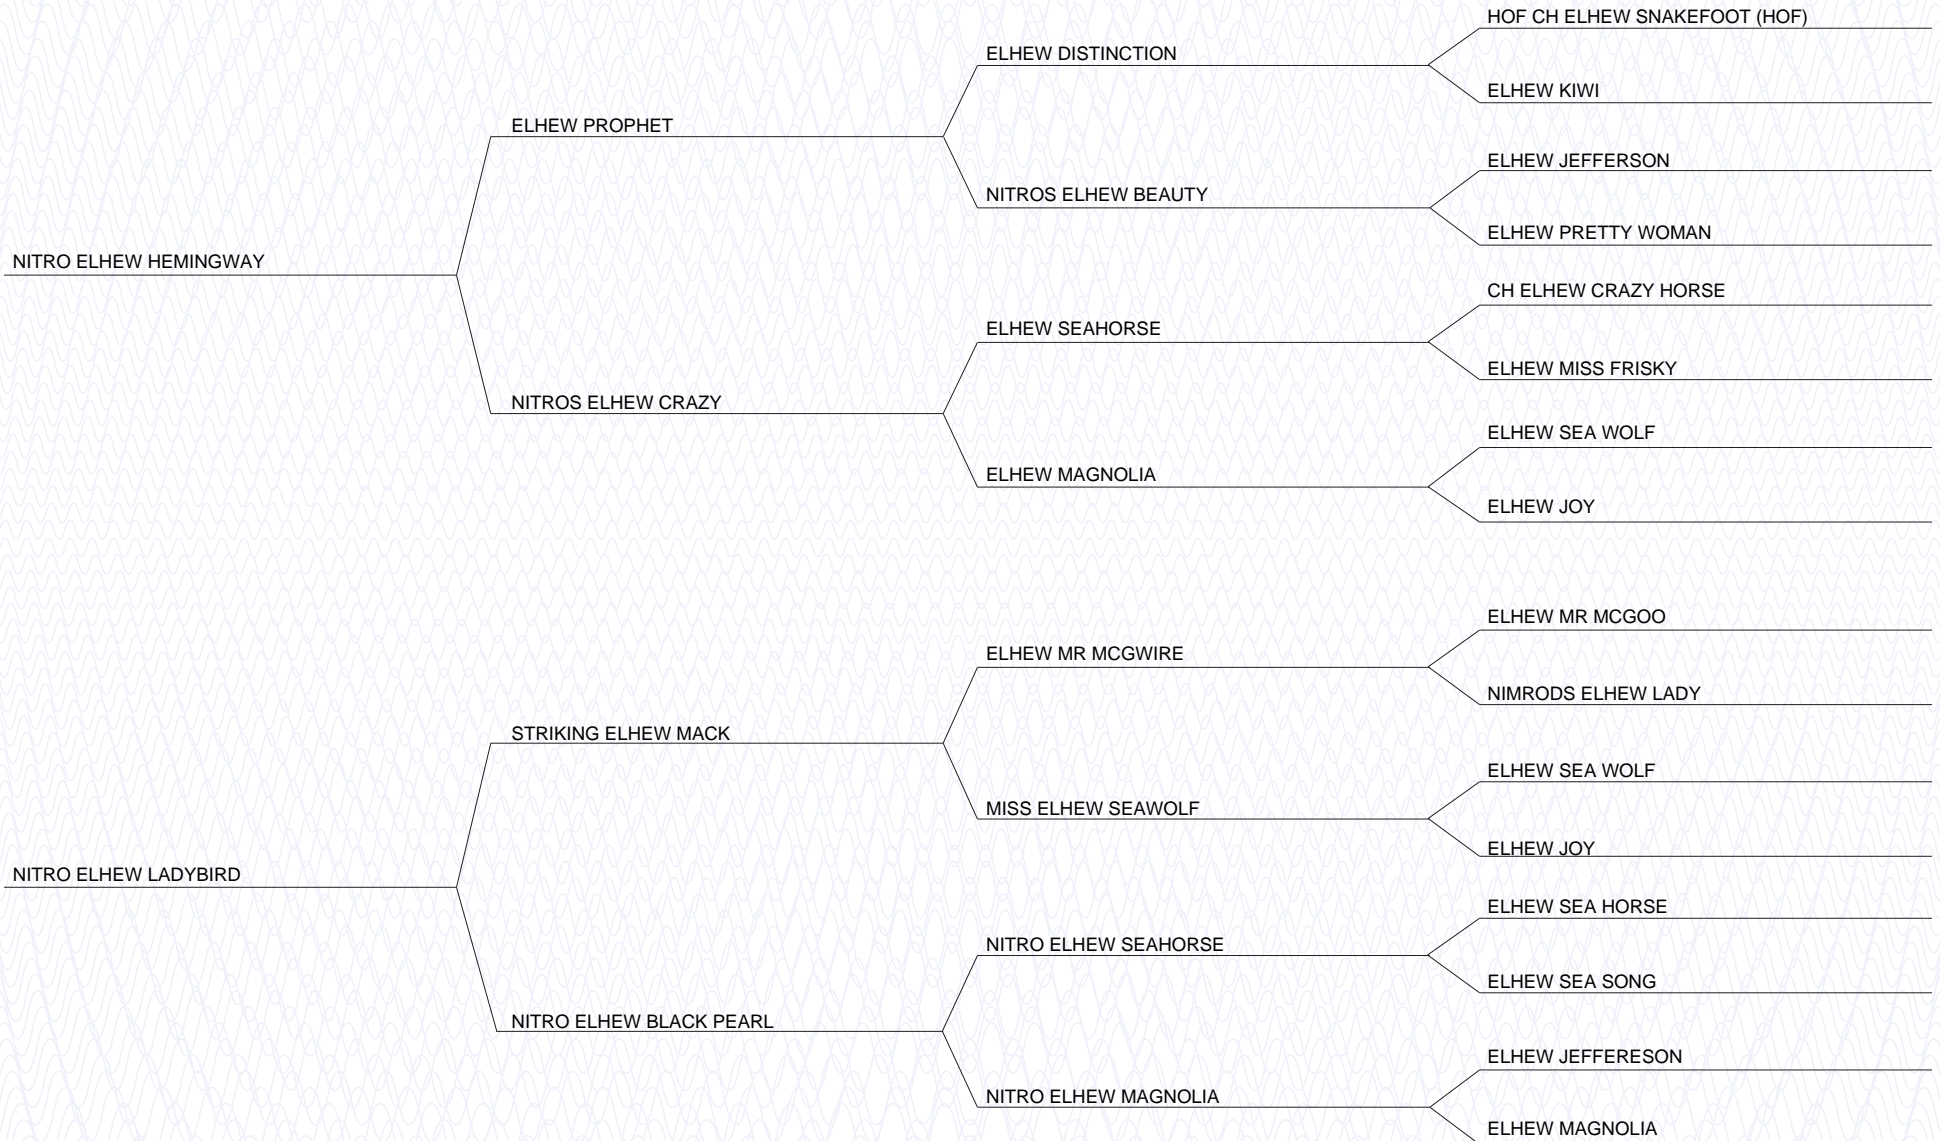 HOF CH ELHEW SNAKEFOOT (HOF)
ELHEW DISTINCTION
ELHEW KIWI
ELHEW PROPHET
ELHEW JEFFERSON
NITROS ELHEW BEAUTY
ELHEW PRETTY WOMAN
NITRO ELHEW HEMINGWAY
CH ELHEW CRAZY HORSE
ELHEW SEAHORSE
ELHEW MISS FRISKY
NITROS ELHEW CRAZY
ELHEW SEA WOLF
ELHEW MAGNOLIA
ELHEW JOY
ELHEW MR MCGOO
ELHEW MR MCGWIRE
NIMRODS ELHEW LADY
STRIKING ELHEW MACK
ELHEW SEA WOLF
MISS ELHEW SEAWOLF
ELHEW JOY
NITRO ELHEW LADYBIRD
ELHEW SEA HORSE
NITRO ELHEW SEAHORSE
ELHEW SEA SONG
NITRO ELHEW BLACK PEARL
ELHEW JEFFERESON
NITRO ELHEW MAGNOLIA
ELHEW MAGNOLIA